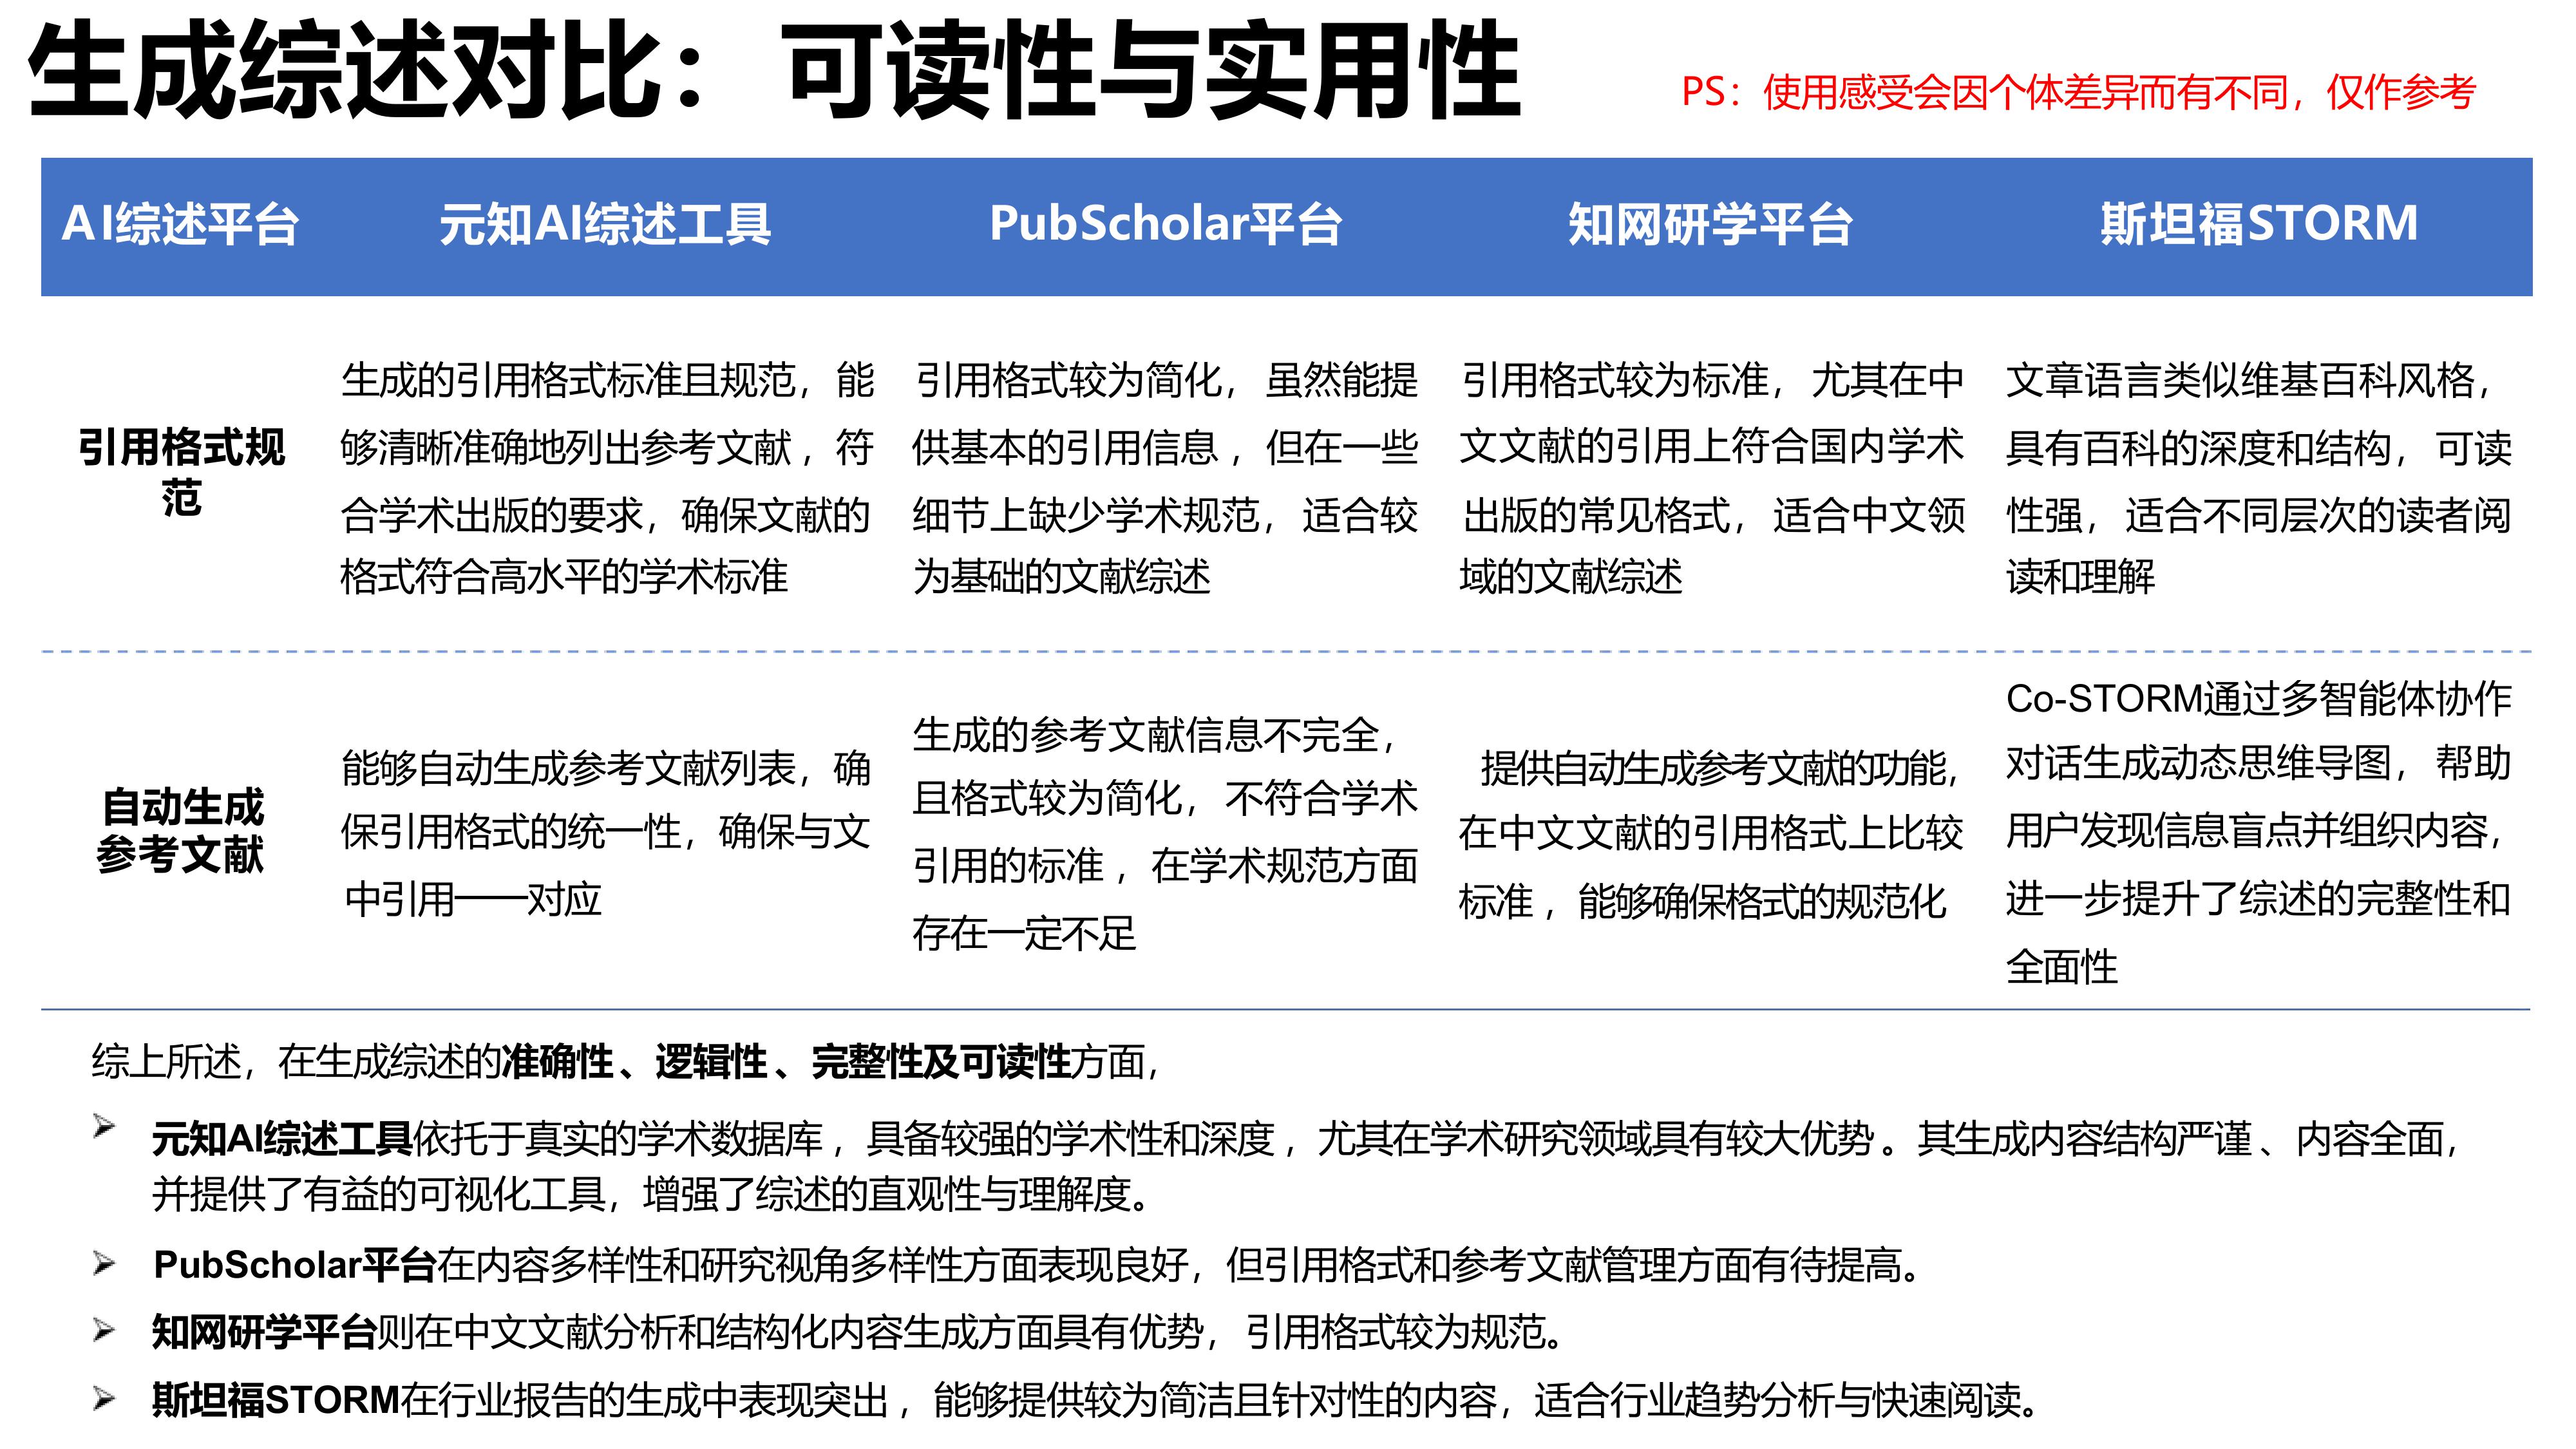 生成综述对比：可读性与实用性
PS：使用感受会因个体差异而有不同，仅作参考
AI综述平台
元知AI综述工具
PubScholar平台
知网研学平台
斯坦福STORM
引用格式规
范
生成的引用格式标准且规范，能
够清晰准确地列出参考文献，符
合学术出版的要求，确保文献的
格式符合高水平的学术标准
引用格式较为简化，虽然能提
供基本的引用信息，但在一些
细节上缺少学术规范，适合较
为基础的文献综述
引用格式较为标准，尤其在中
文文献的引用上符合国内学术
出版的常见格式，适合中文领
域的文献综述
文章语言类似维基百科风格，
具有百科的深度和结构，可读
性强，适合不同层次的读者阅
读和理解
自动生成
参考文献
能够自动生成参考文献列表，确
保引用格式的统一性，确保与文
中引用一一对应
生成的参考文献信息不完全，
且格式较为简化，不符合学术
引用的标准，在学术规范方面
存在一定不足
提供自动生成参考文献的功能，
在中文文献的引用格式上比较
标准，能够确保格式的规范化
Co-STORM通过多智能体协作
对话生成动态思维导图，帮助
用户发现信息盲点并组织内容，
进一步提升了综述的完整性和
全面性
综上所述，在生成综述的准确性、逻辑性、完整性及可读性方面，
➢ 元知AI综述工具依托于真实的学术数据库，具备较强的学术性和深度，尤其在学术研究领域具有较大优势。其生成内容结构严谨、内容全面，
并提供了有益的可视化工具，增强了综述的直观性与理解度。
➢ PubScholar平台在内容多样性和研究视角多样性方面表现良好，但引用格式和参考文献管理方面有待提高。
➢ 知网研学平台则在中文文献分析和结构化内容生成方面具有优势，引用格式较为规范。
➢ 斯坦福STORM在行业报告的生成中表现突出，能够提供较为简洁且针对性的内容，适合行业趋势分析与快速阅读。